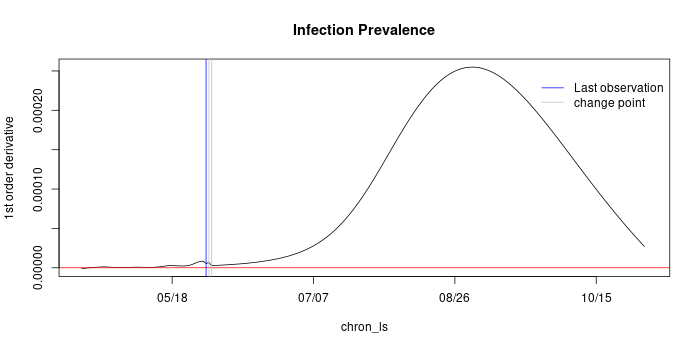 Infection Prevalence
1st order derivative
0.00020
0.00010
0.00000
Last observation
change point
05/18
07/07
08/26
10/15
chron_ls